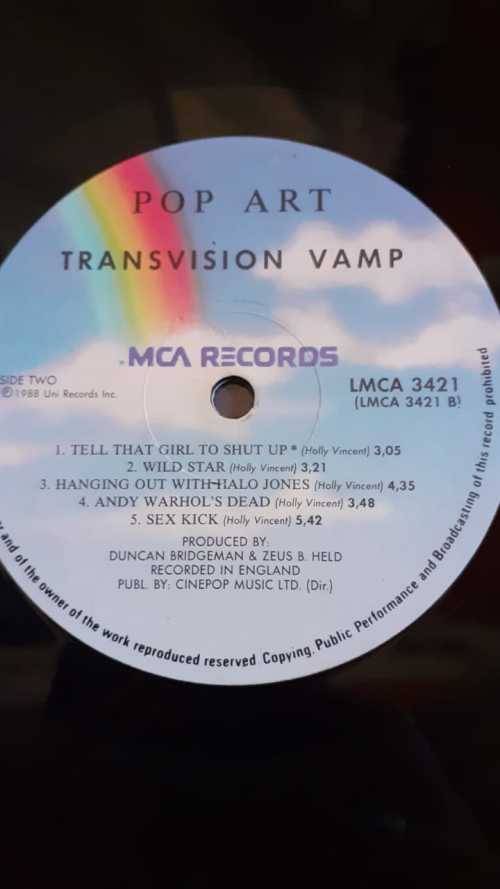 POP ART
TRANSVISION VAMP
MCA RECORDS
SIDE TWO
℗1988 Uni Records Inc.
LMCA 3421
(LMCA 3421 B)
1. TELL THAT GIRL TO SHUT UP * (Holly Vincent) 3,05
2. WILD STAR (Holly Vincent) 3,21
3. HANGING OUT WITH HALO JONES (Holly Vincent) 4,35
4. ANDY WARHOL'S DEAD (Holly Vincent) 3,48
5. SEX KICK (Holly Vincent) 5,42
PRODUCED BY:
DUNCAN BRIDGEMAN & ZEUS B. HELD
RECORDED IN ENGLAND
PUBL. BY: CINEPOP MUSIC LTD. (Dir.)
and of the owner of the work reproduced reserved. Copying, Public Performance and Broadcasting of this record prohibited